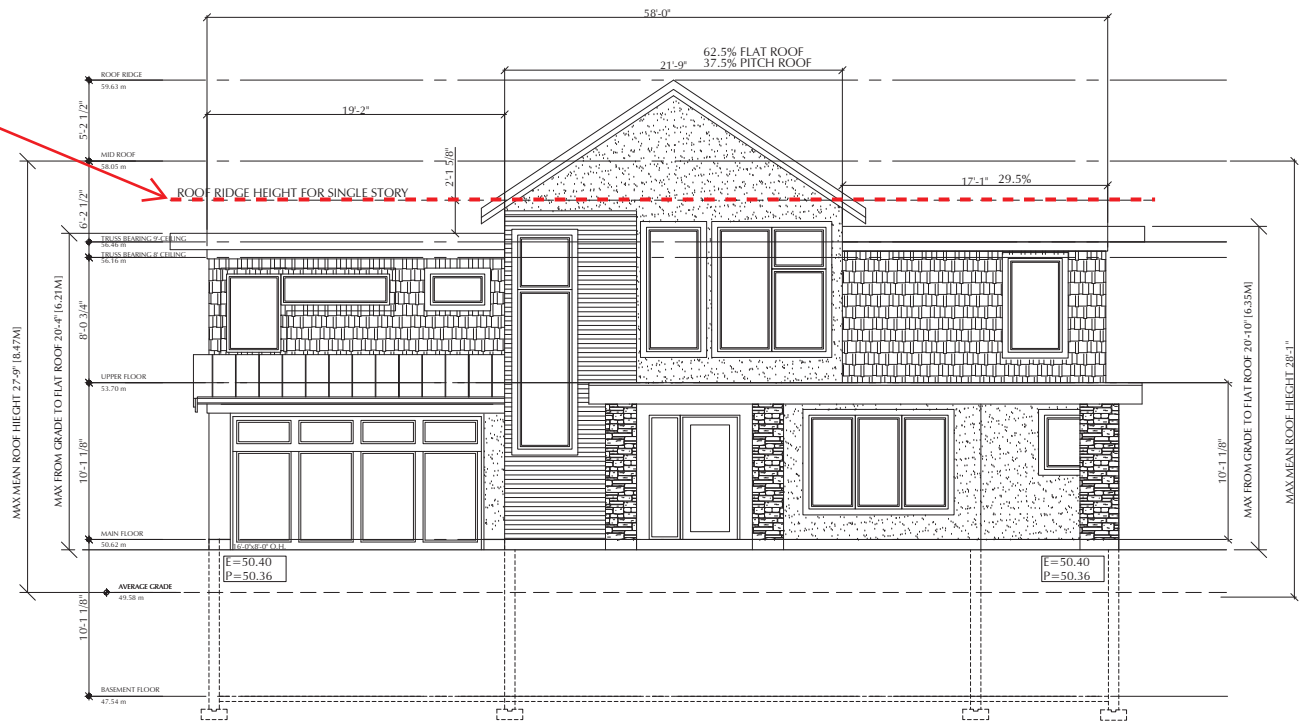 58'-0"
62.5% FLAT ROOF
37.5% PITCH ROOF
21'-9"
ROOF RIDGE
59.63 m
19'-2"
5'-2 1/2"
MID ROOF
58.05 m
2'-1 5/8"
17'-1" 29.5%
ROOF RIDGE HEIGHT FOR SINGLE STORY
6'-2 1/2"
TRUSS BEARING 9'-CEILING
56.46 m
TRUSS BEARING 8' CEILING
56.16 m
MAX MEAN ROOF HIEGHT 27'-9" [8.47M]
MAX FROM GRADE TO FLAT ROOF 20'-4" [6.21M]
8'-0 3/4"
UPPER FLOOR
53.70 m
10'-1 1/8"
MAIN FLOOR
50.62 m
16'-0"x8'-0" O.H.
E=50.40
P=50.36
E=50.40
P=50.36
10'-1 1/8"
MAX FROM GRADE TO FLAT ROOF 20'-10" [6.35M]
MAX MEAN ROOF HIEGHT 28'-1"
AVERAGE GRADE
49.58 m
10'-1 1/8"
BASEMENT FLOOR
47.54 m